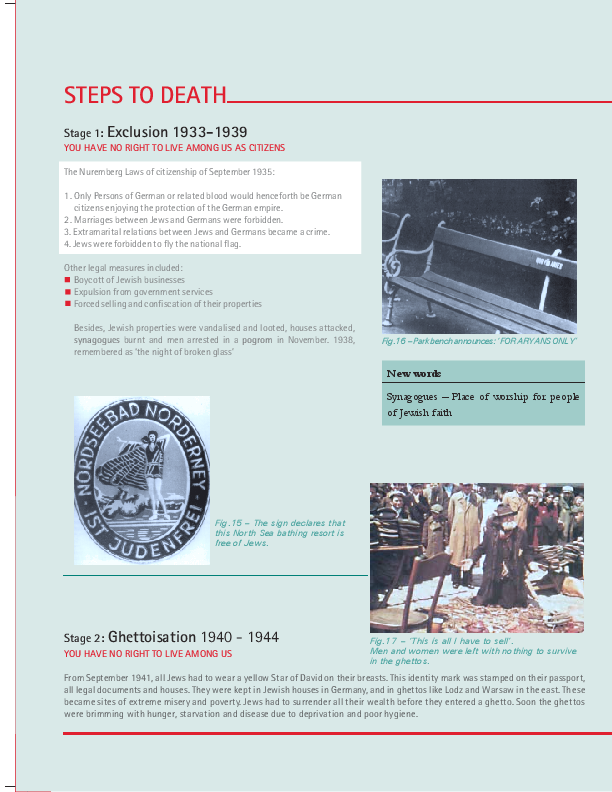 STEPS TO DEATH
Stage 1: Exclusion 1933–1939
YOU HAVE NO RIGHT TO LIVE AMONG US AS CITIZENS
The Nuremberg Laws of citizenship of September 1935:
1. Only Persons of German or related blood would henceforth be German
citizens enjoying the protection of the German empire.
2. Marriages between Jews and Germans were forbidden.
3. Extramarital relations between Jews and Germans became a crime.
4. Jews were forbidden to fly the national flag.
Other legal measures included:
Boycott of Jewish businesses
Expulsion from government services
Forced selling and confiscation of their properties
Besides, Jewish properties were vandalised and looted, houses attacked,
synagogues burnt and men arrested in a pogrom in November. 1938,
remembered as 'the night of broken glass'
Fig.16 – Park bench announces: 'FOR ARYANS ONLY'
New words
Synagogues – Place of worship for people
of Jewish faith
NORDSEEBAD NORDERNEY
IST JUDENFREI
Fig.15 – The sign declares that
this North Sea bathing resort is
free of Jews.
Fig.17 – 'This is all I have to sell'.
Men and women were left with nothing to survive
in the ghettos.
Stage 2: Ghettoisation 1940 - 1944
YOU HAVE NO RIGHT TO LIVE AMONG US
From September 1941, all Jews had to wear a yellow Star of David on their breasts. This identity mark was stamped on their passport,
all legal documents and houses. They were kept in Jewish houses in Germany, and in ghettos like Lodz and Warsaw in the east. These
became sites of extreme misery and poverty. Jews had to surrender all their wealth before they entered a ghetto. Soon the ghettos
were brimming with hunger, starvation and disease due to deprivation and poor hygiene.